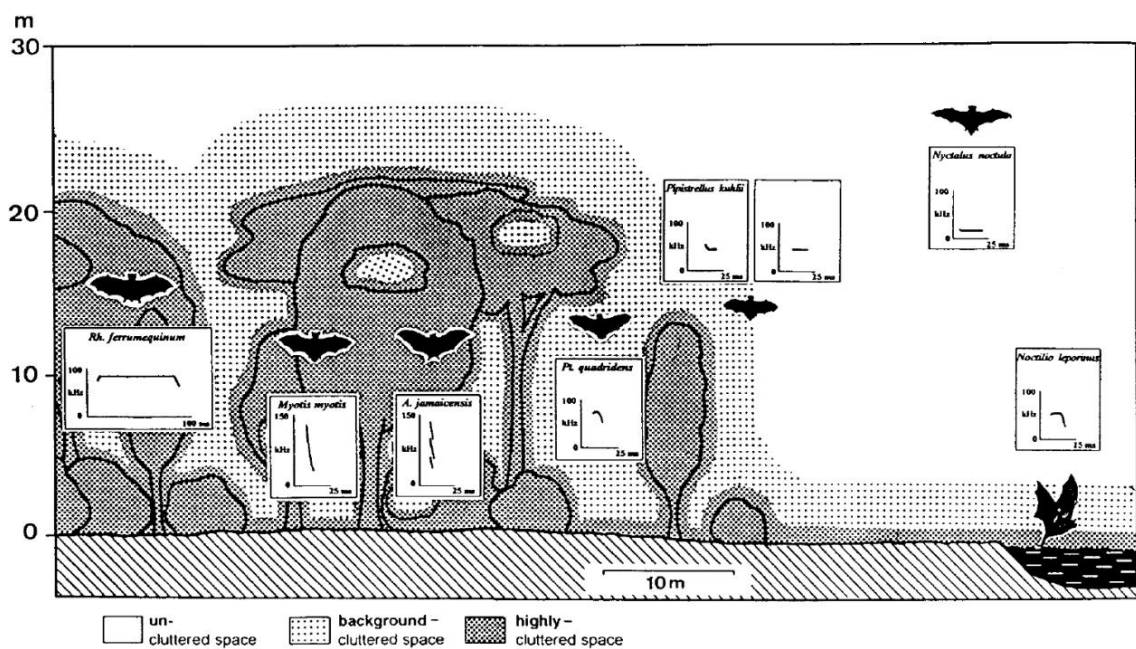 m
30
20
10
0
Nyctalus noctula
100
kHz
0
25 ms
Pipistrellus kuhlii
100
kHz
0
25 ms
100
kHz
0
25 ms
Rh. ferrumequinum
100
kHz
0
100 ms
Myotis myotis
150
kHz
0
25 ms
A. jamaicensis
150
kHz
0
25 ms
Pt. quadridens
100
kHz
0
25 ms
Noctilio leporinus
100
kHz
0
25 ms
10 m
un-
cluttered space
background –
cluttered space
highly –
cluttered space